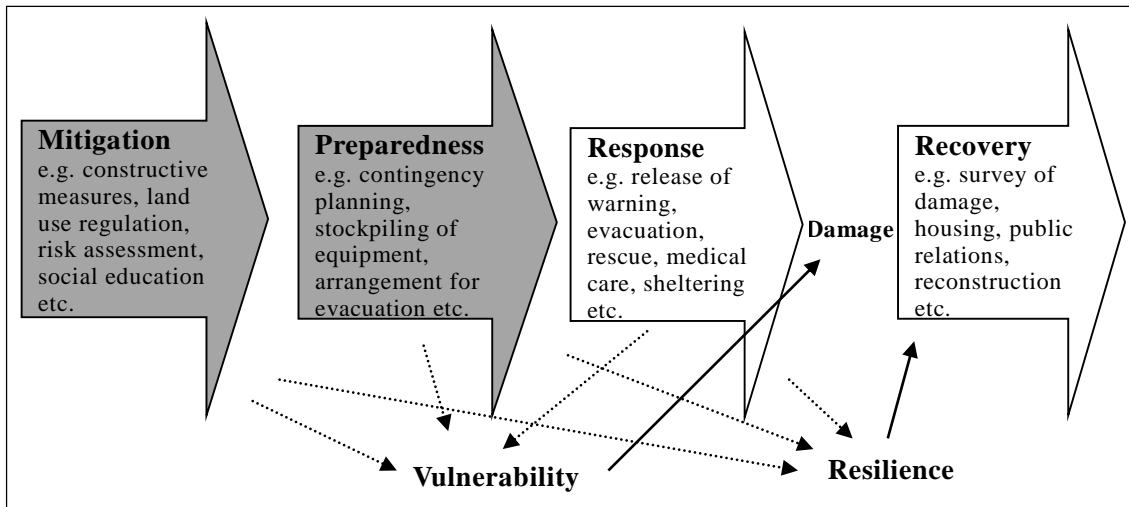 Mitigation
e.g. constructive
measures, land
use regulation,
risk assessment,
social education
etc.
Preparedness
e.g. contingency
planning,
stockpiling of
equipment,
arrangement for
evacuation etc.
Response
e.g. release of
warning,
evacuation,
rescue, medical
care, sheltering
etc.
Damage
Recovery
e.g. survey of
damage,
housing, public
relations,
reconstruction
etc.
Vulnerability
Resilience